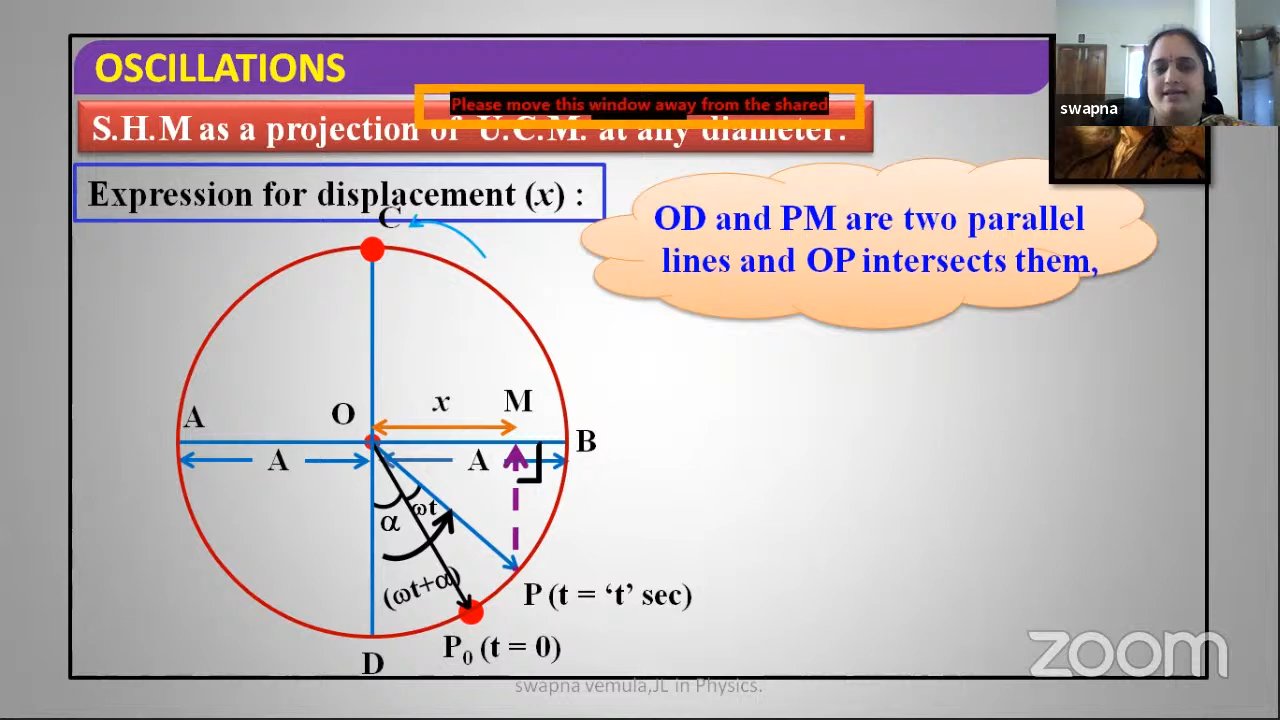 OSCILLATIONS
swapna
Please move this window away from the shared
S.H.M as a projection of U.C.M. at any diameter.
Expression for displacement (x) :
OD and PM are two parallel
lines and OP intersects them,
C
A
O
x
M
B
A
A
α
ωt
(ωt+α)
P (t = ‘t’ sec)
P₀ (t = 0)
D
zoom
swapna vemula,JL in Physics.